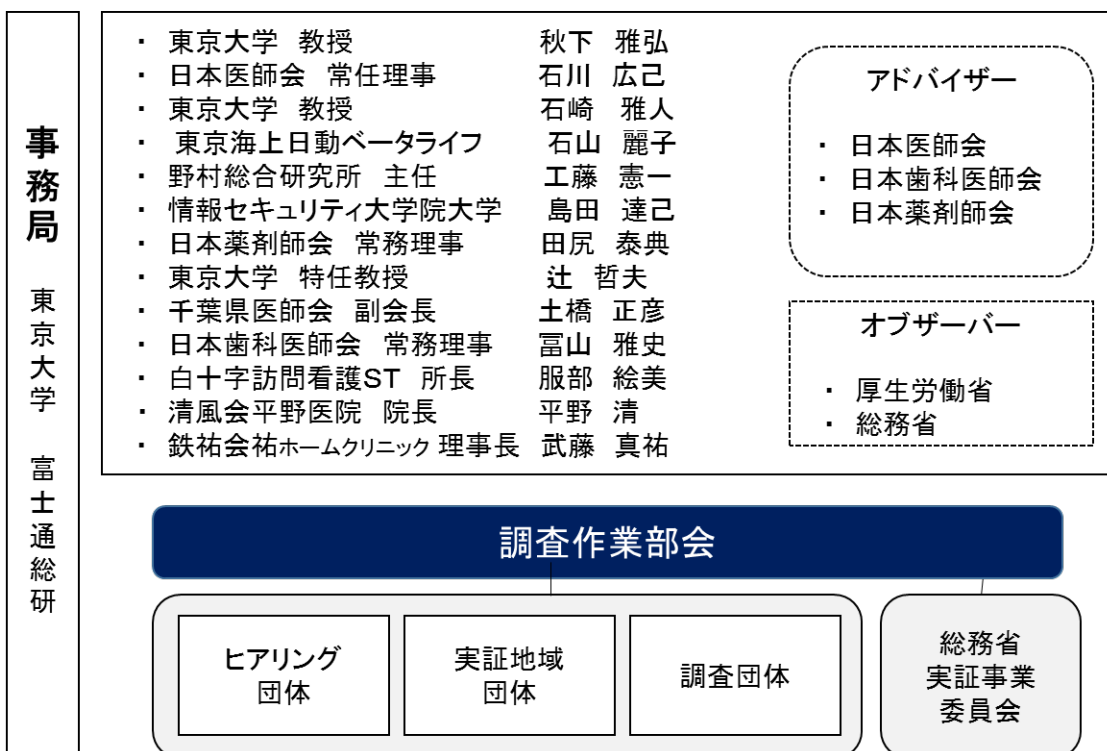 事務局 東京大学 富士通総研
・ 東京大学 教授 秋下 雅弘
・ 日本医師会 常任理事 石川 広己
・ 東京大学 教授 石崎 雅人
・ 東京海上日動ベータライフ 石山 麗子
・ 野村総合研究所 主任 工藤 憲一
・ 情報セキュリティ大学院大学 島田 達己
・ 日本薬剤師会 常務理事 田尻 泰典
・ 東京大学 特任教授 辻 哲夫
・ 千葉県医師会 副会長 土橋 正彦
・ 日本歯科医師会 常務理事 冨山 雅史
・ 白十字訪問看護ST 所長 服部 絵美
・ 清風会平野医院 院長 平野 清
・ 鉄祐会祐ホームクリニック 理事長 武藤 真祐
アドバイザー
・ 日本医師会
・ 日本歯科医師会
・ 日本薬剤師会
オブザーバー
・ 厚生労働省
・ 総務省
調査作業部会
ヒアリング
団体
実証地域
団体
調査団体
総務省
実証事業
委員会